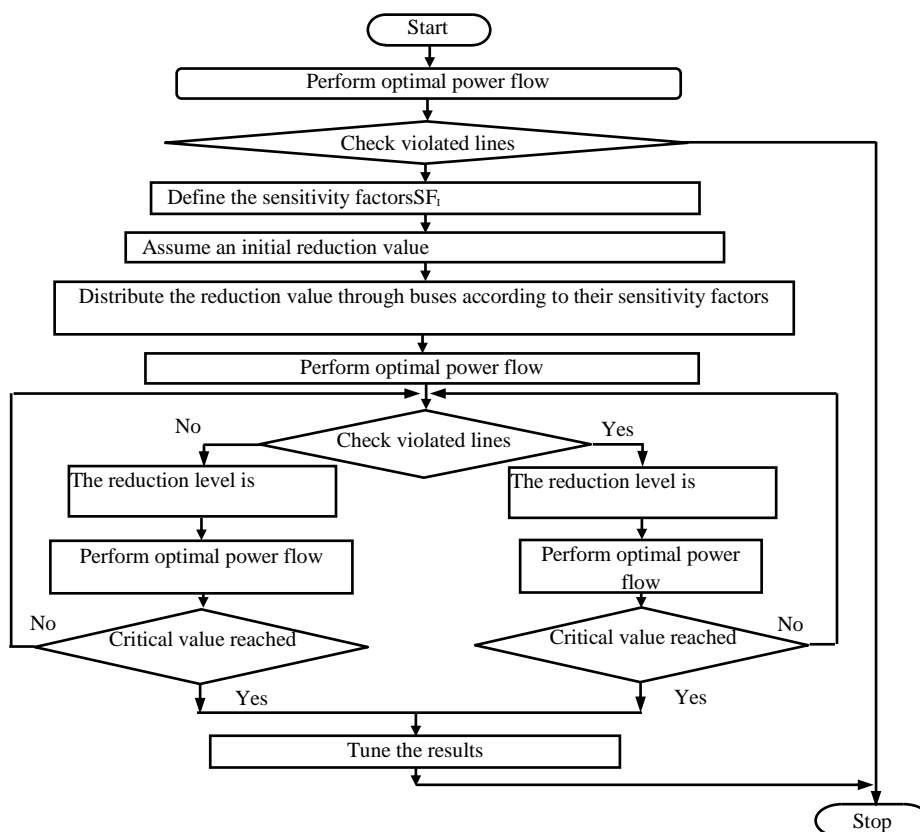 Start
Perform optimal power flow
Check violated lines
Define the sensitivity factorsSFI
Assume an initial reduction value
Distribute the reduction value through buses according to their sensitivity factors
Perform optimal power flow
No
Check violated lines
Yes
The reduction level is
The reduction level is
Perform optimal power flow
Perform optimal power
flow
No
Critical value reached
Critical value reached
No
Yes
Yes
Tune the results
Stop